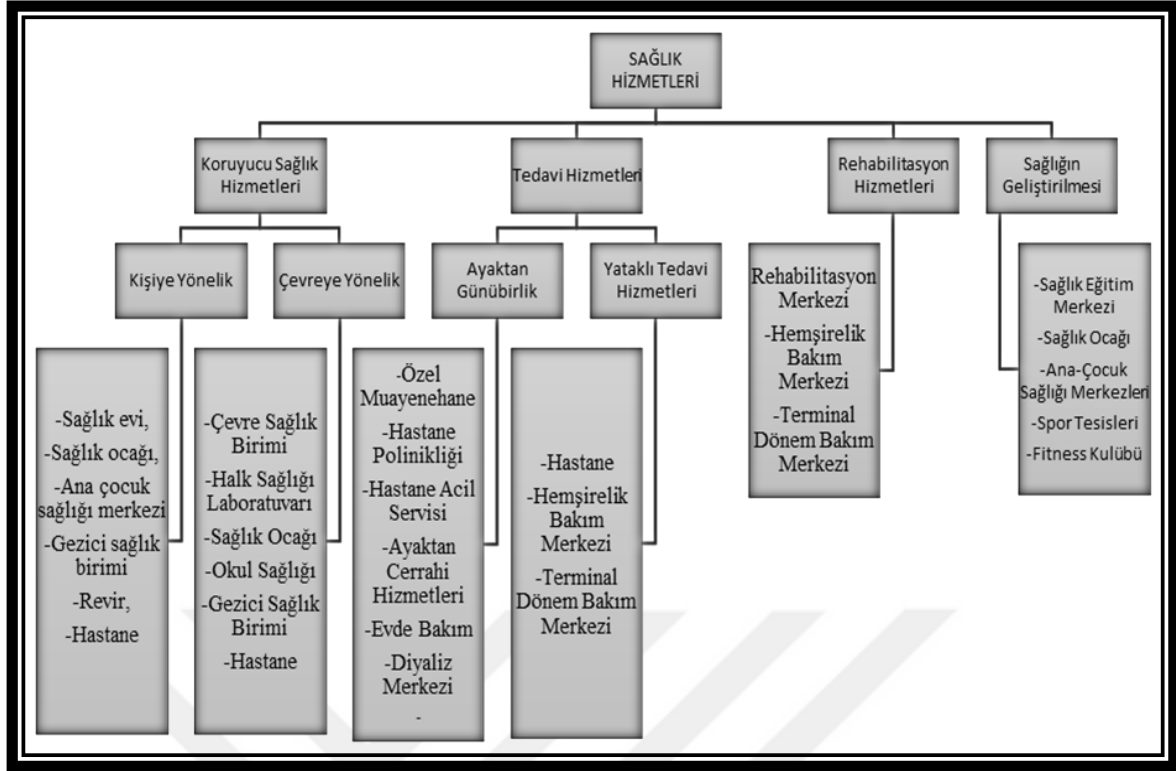 SAĞLIK
HİZMETLERİ
Koruyucu Sağlık
Hizmetleri
Tedavi Hizmetleri
Rehabilitasyon
Hizmetleri
Sağlığın
Geliştirilmesi
Kişiye Yönelik
Çevreye Yönelik
Ayaktan
Günübirlik
Yataklı Tedavi
Hizmetleri
-Sağlık evi,
-Sağlık ocağı,
-Ana çocuk
sağlığı merkezi
-Gezici sağlık
birimi
-Revir,
-Hastane
-Çevre Sağlık
Birimi
-Halk Sağlığı
Laboratuvarı
-Sağlık Ocağı
-Okul Sağlığı
-Gezici Sağlık
Birimi
-Hastane
-Özel
Muayenehane
-Hastane
Polinikliği
-Hastane Acil
Servisi
-Ayaktan
Cerrahi
Hizmetleri
-Evde Bakım
-Diyaliz
Merkezi
-
-Hastane
-Hemşirelik
Bakım
Merkezi
-Terminal
Dönem Bakım
Merkezi
Rehabilitasyon
Merkezi
-Hemşirelik
Bakım
Merkezi
-Terminal
Dönem Bakım
Merkezi
-Sağlık Eğitim
Merkezi
-Sağlık Ocağı
-Ana-Çocuk
Sağlığı Merkezleri
-Spor Tesisleri
-Fitness Kulübü